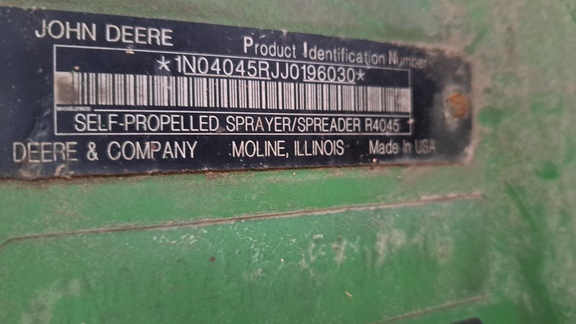 JOHN DEERE
Product Identification Number
*1N04045RJJ0196030*
SELF-PROPELLED SPRAYER/SPREADER R4045
DEERE & COMPANY MOLINE, ILLINOIS Made In USA